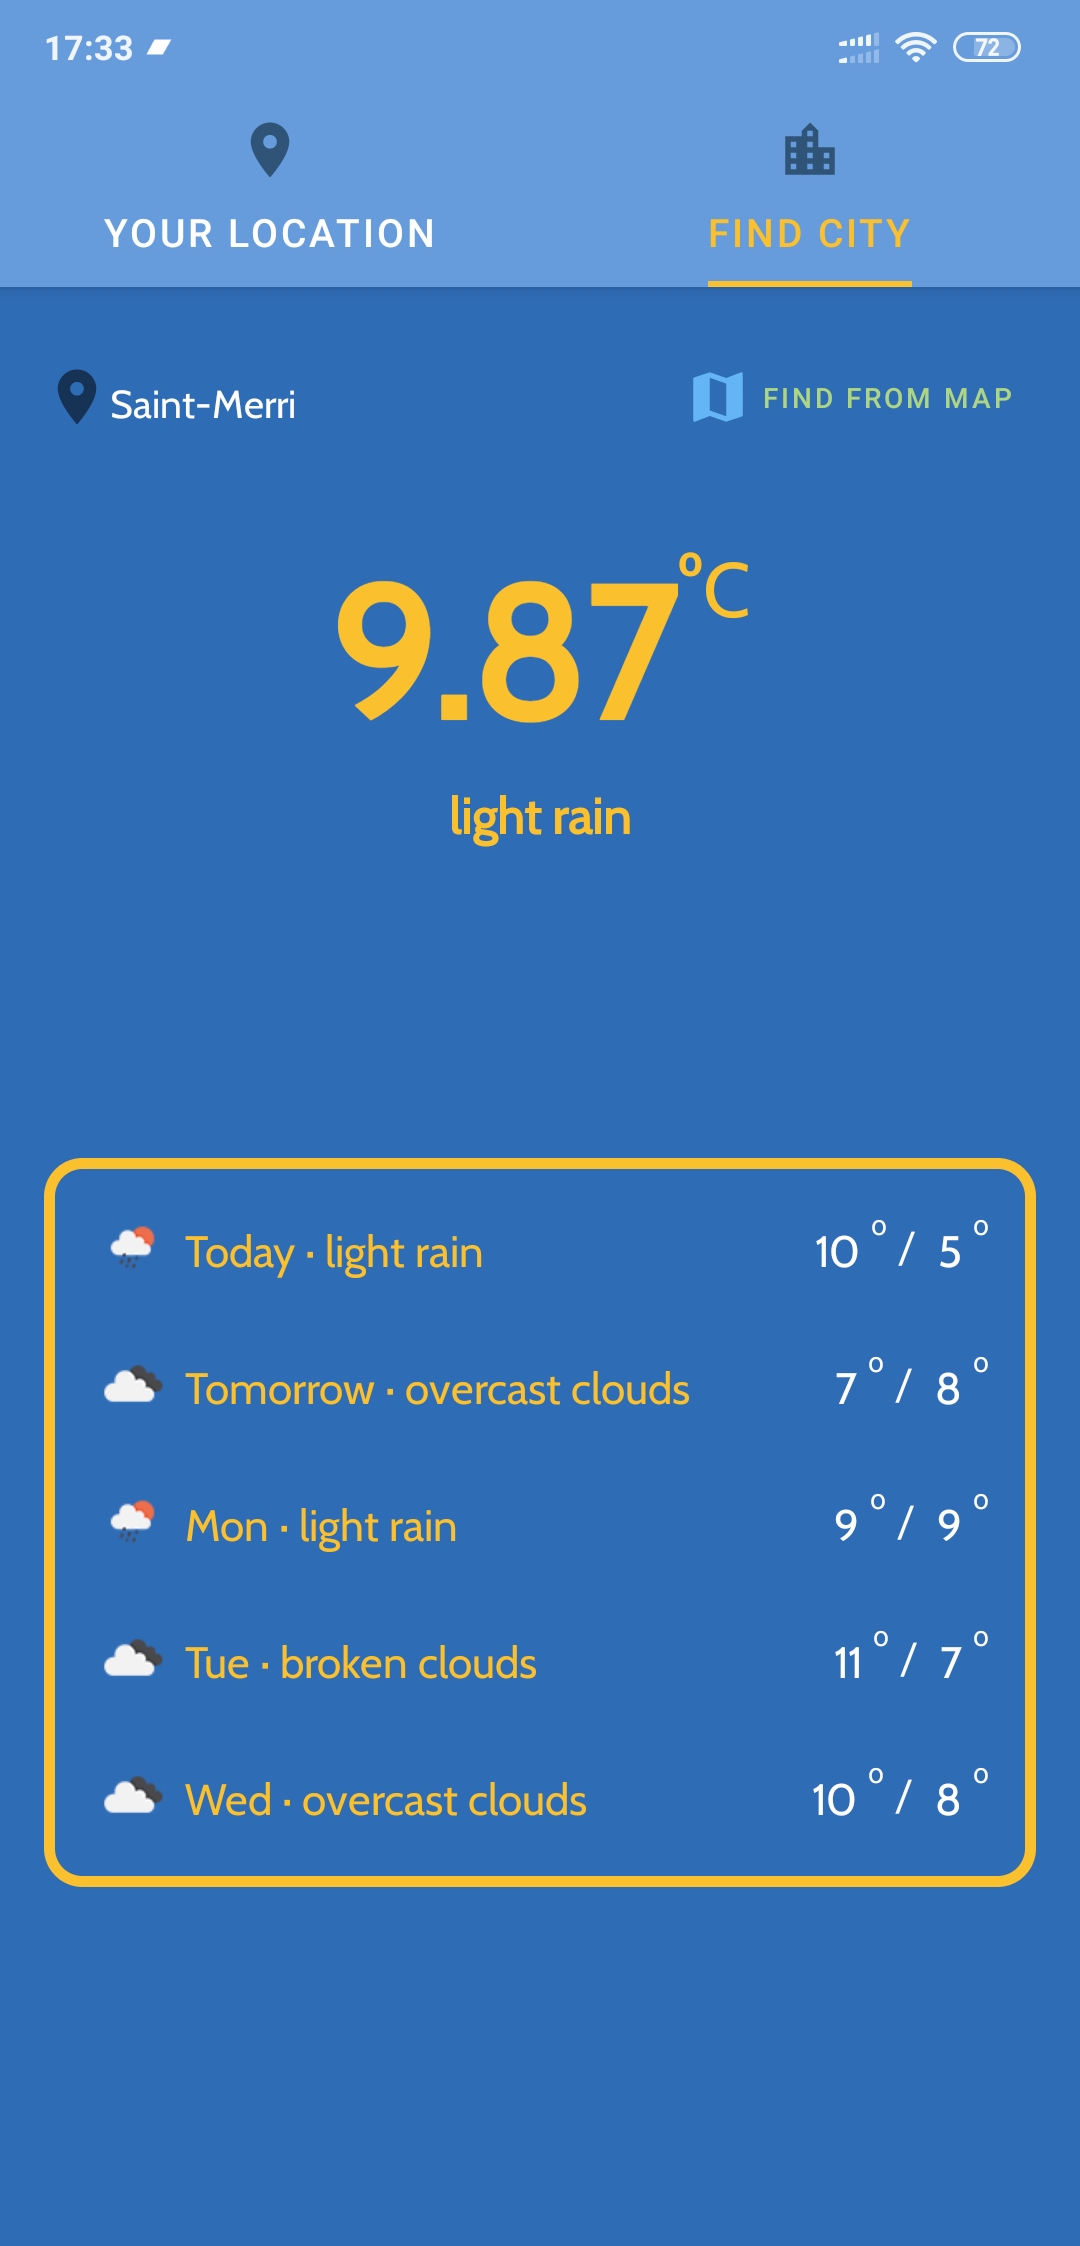 17:33
72
YOUR LOCATION
FIND CITY
Saint-Merri
FIND FROM MAP
9.87°C
light rain
Today · light rain 10 ° / 5 °
Tomorrow · overcast clouds 7 ° / 8 °
Mon · light rain 9 ° / 9 °
Tue · broken clouds 11 ° / 7 °
Wed · overcast clouds 10 ° / 8 °